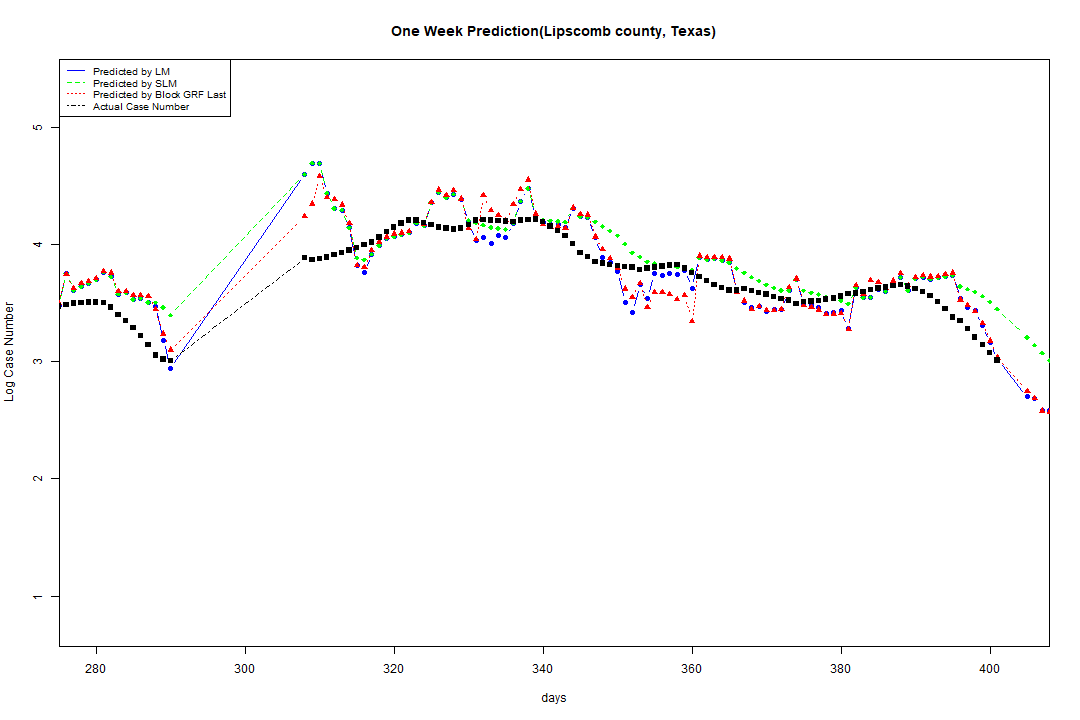 One Week Prediction(Lipscomb county, Texas)
Predicted by LM
Predicted by SLM
Predicted by Block GRF Last
Actual Case Number
5
4
3
2
1
Log Case Number
280 300 320 340 360 380 400
days